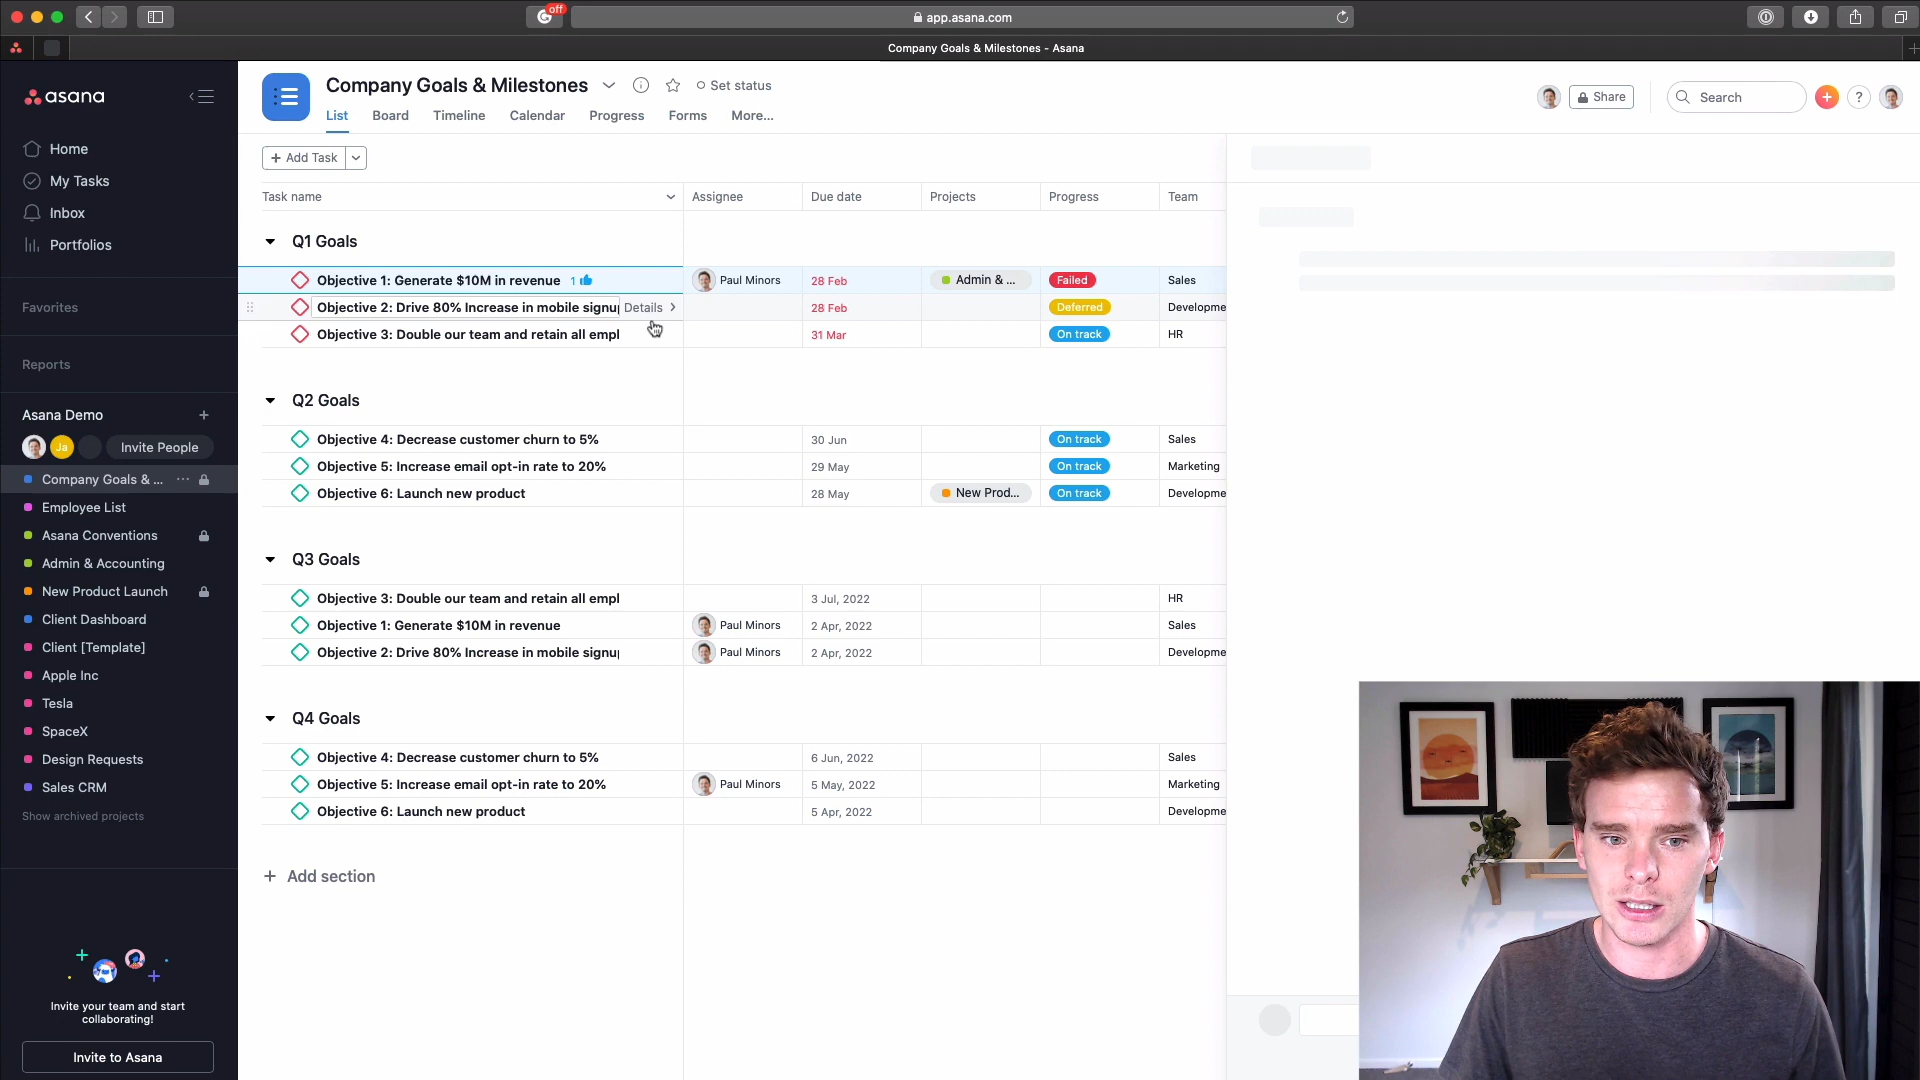 off
app.asana.com
Company Goals & Milestones - Asana
asana
Home
My Tasks
Inbox
Portfolios
Favorites
Reports
Asana Demo
Ja
Invite People
Company Goals & ...
Employee List
Asana Conventions
Admin & Accounting
New Product Launch
Client Dashboard
Client [Template]
Apple Inc
Tesla
SpaceX
Design Requests
Sales CRM
Show archived projects
Invite your team and start
collaborating!
Invite to Asana
Company Goals & Milestones
Set status
List Board Timeline Calendar Progress Forms More...
Share
Search
?
+ Add Task
Task name Assignee Due date Projects Progress Team
Q1 Goals
Objective 1: Generate $10M in revenue 1 Paul Minors 28 Feb Admin & ... Failed Sales
Objective 2: Drive 80% Increase in mobile signu Details > 28 Feb Deferred Developme
Objective 3: Double our team and retain all empl 31 Mar On track HR
Q2 Goals
Objective 4: Decrease customer churn to 5% 30 Jun On track Sales
Objective 5: Increase email opt-in rate to 20% 29 May On track Marketing
Objective 6: Launch new product 28 May New Prod... On track Developme
Q3 Goals
Objective 3: Double our team and retain all empl 3 Jul, 2022 HR
Objective 1: Generate $10M in revenue Paul Minors 2 Apr, 2022 Sales
Objective 2: Drive 80% Increase in mobile signu Paul Minors 2 Apr, 2022 Developme
Q4 Goals
Objective 4: Decrease customer churn to 5% 6 Jun, 2022 Sales
Objective 5: Increase email opt-in rate to 20% Paul Minors 5 May, 2022 Marketing
Objective 6: Launch new product 5 Apr, 2022 Developme
+ Add section